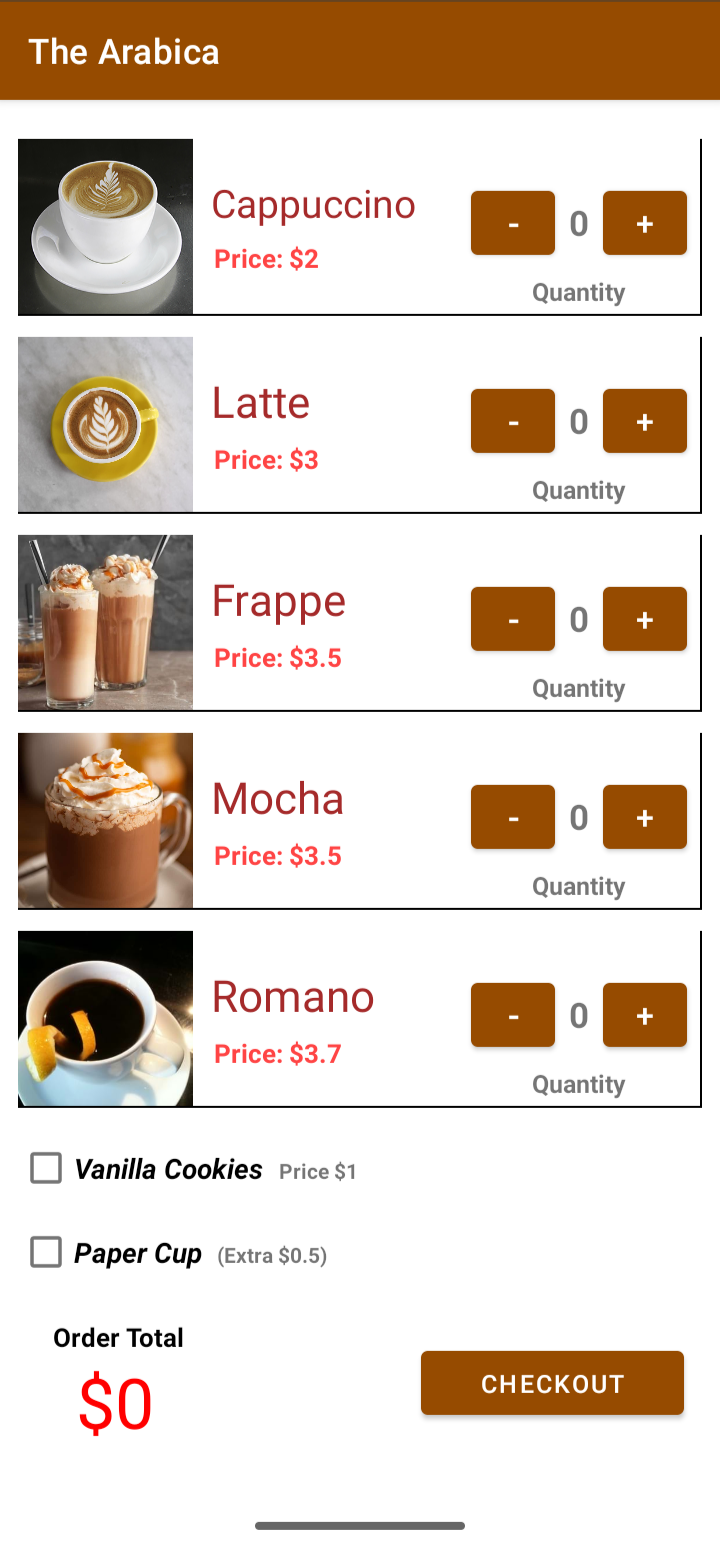 The Arabica
Cappuccino
Price: $2
- 0 +
Quantity
Latte
Price: $3
- 0 +
Quantity
Frappe
Price: $3.5
- 0 +
Quantity
Mocha
Price: $3.5
- 0 +
Quantity
Romano
Price: $3.7
- 0 +
Quantity
Vanilla Cookies Price $1
Paper Cup (Extra $0.5)
Order Total
$0
CHECKOUT